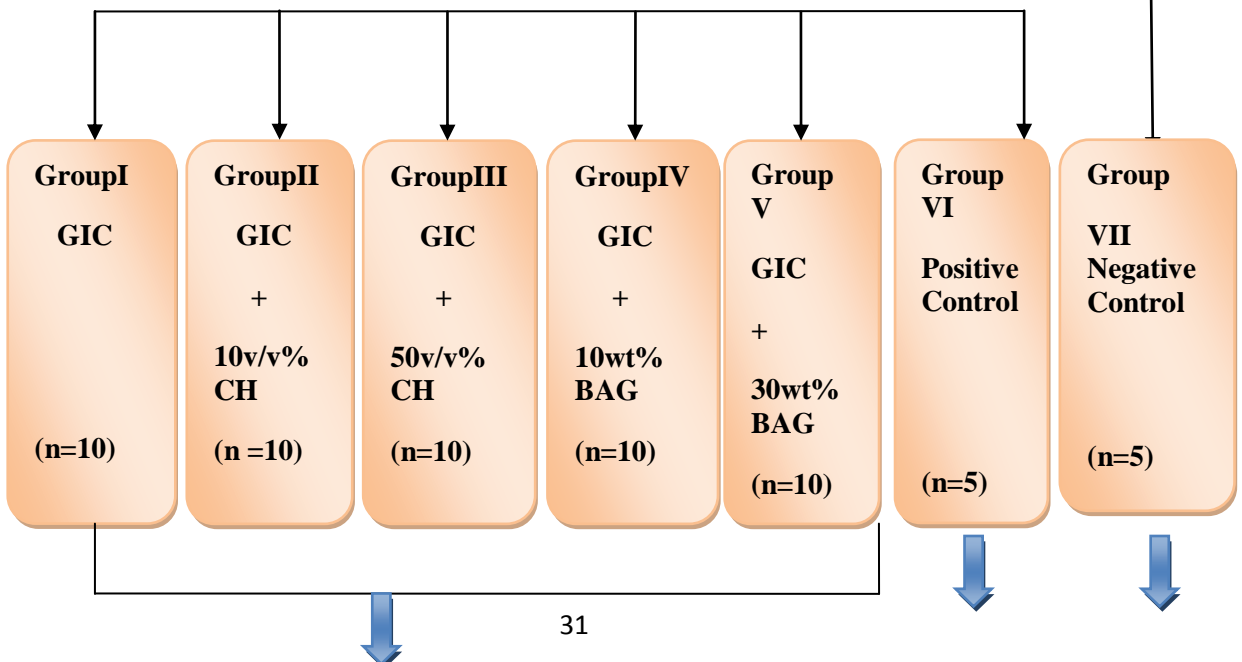 GroupI
GIC
(n=10)
GroupII
GIC
+
10v/v%
CH
(n =10)
GroupIII
GIC
+
50v/v%
CH
(n=10)
GroupIV
GIC
+
10wt%
BAG
(n=10)
Group
V
GIC
+
30wt%
BAG
(n=10)
Group
VI
Positive
Control
(n=5)
Group
VII
Negative
Control
(n=5)
31